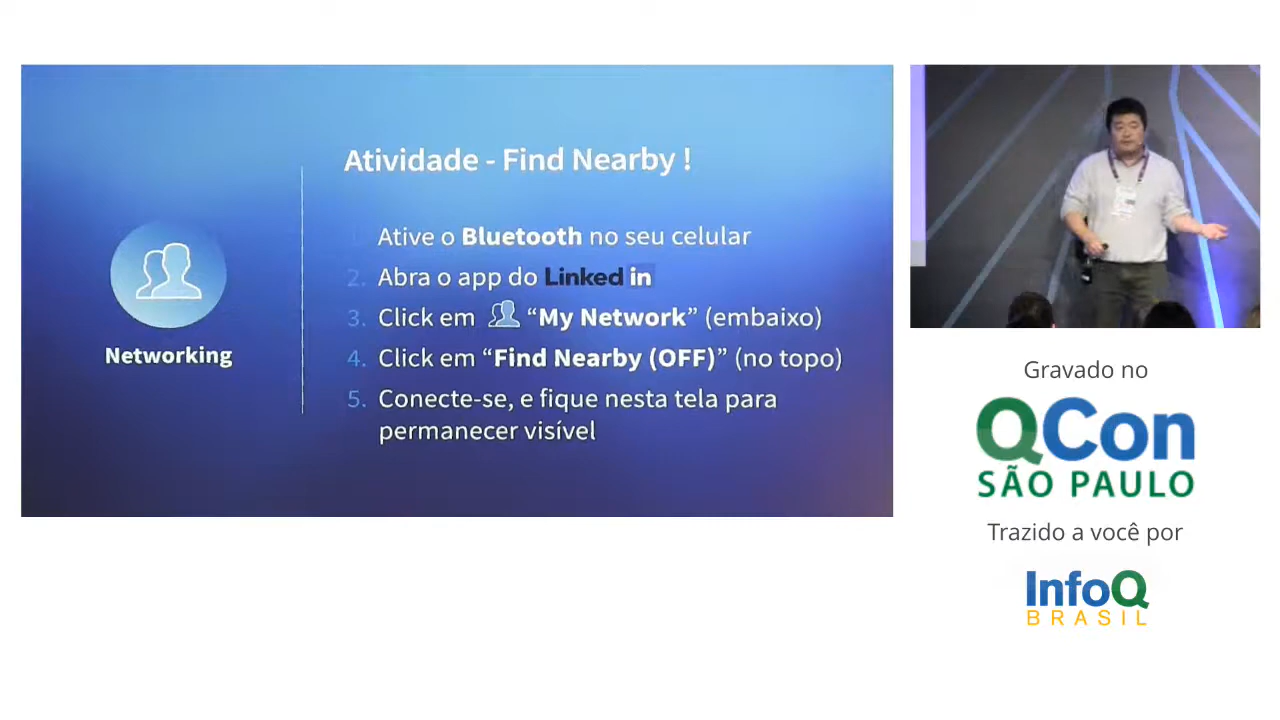 Atividade - Find Nearby !
Ative o Bluetooth no seu celular
2. Abra o app do Linked in
3. Click em “My Network” (embaixo)
4. Click em “Find Nearby (OFF)” (no topo)
5. Conecte-se, e fique nesta tela para
permanecer visível
Networking
Gravado no
QCon
SÃO PAULO
Trazido a você por
InfoQ
BRASIL